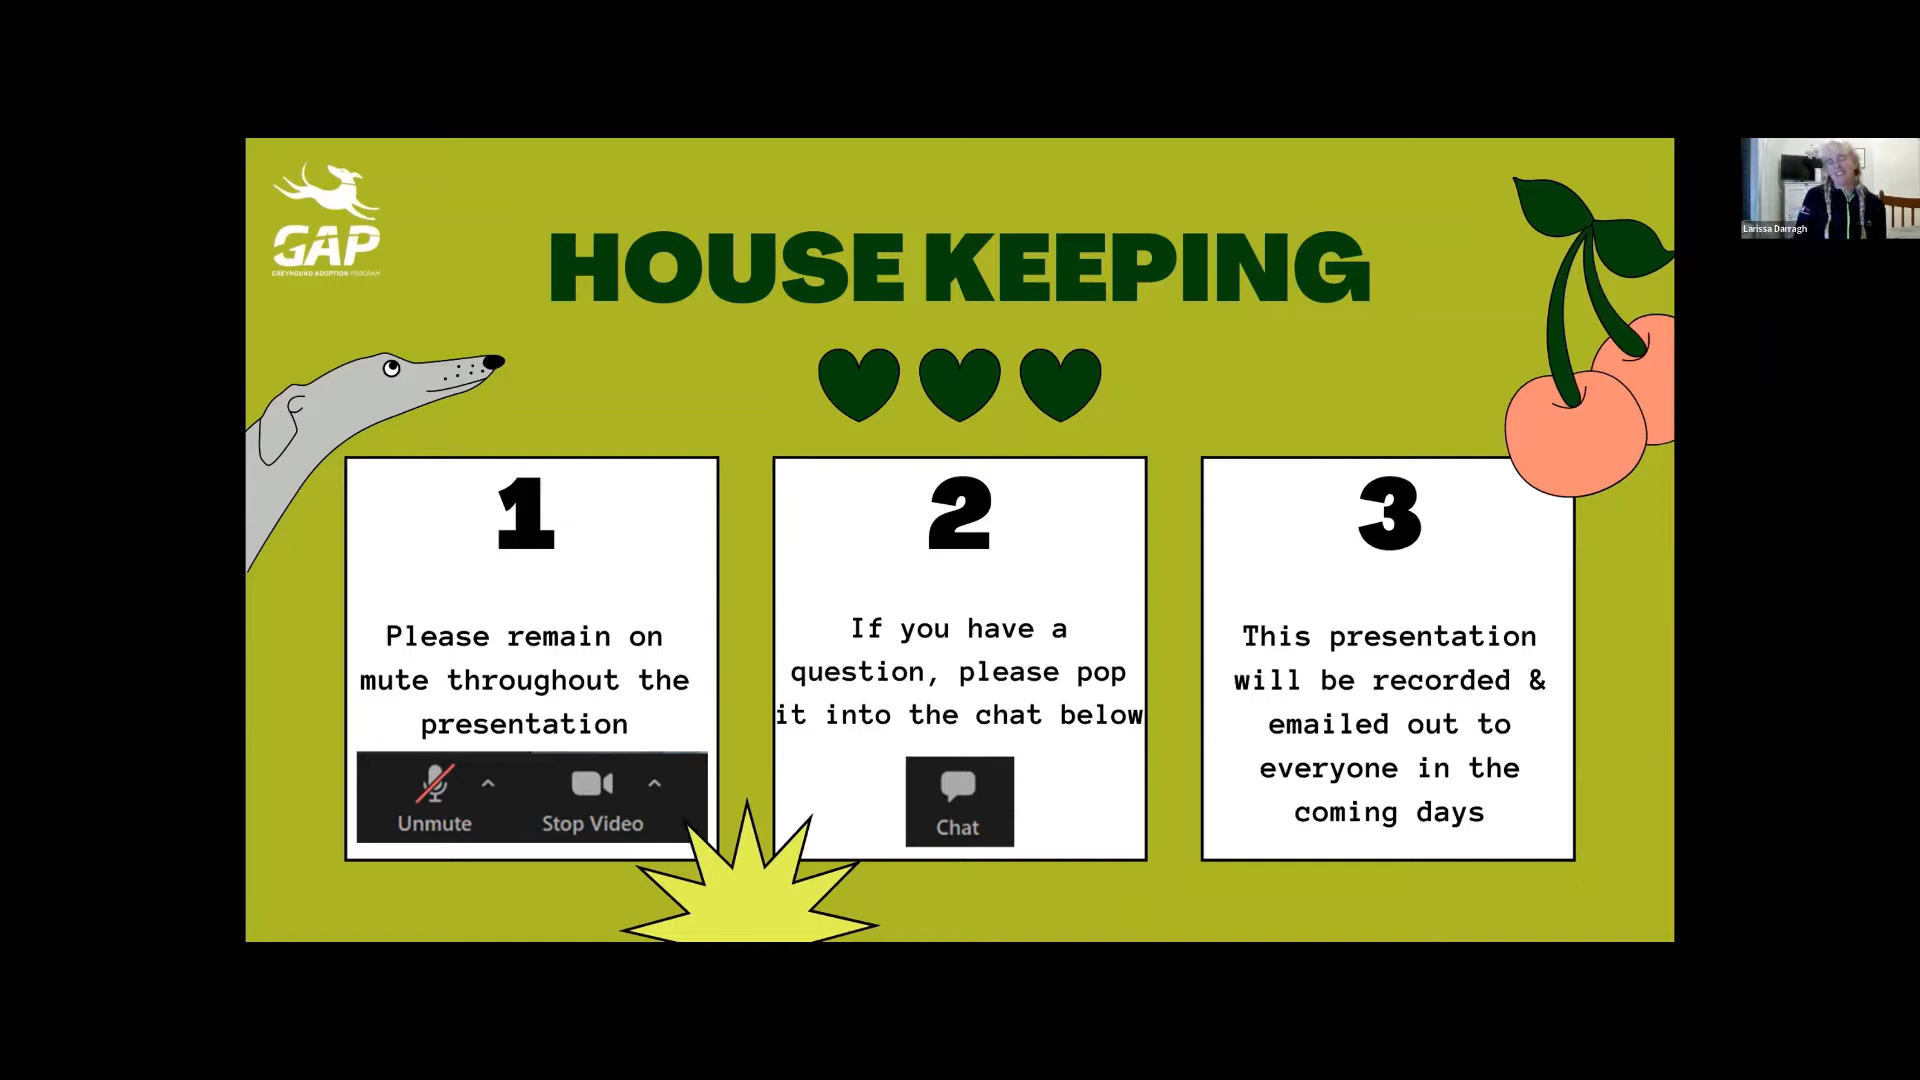 GAP
GREYHOUND ADOPTION PROGRAM
HOUSE KEEPING
1
Please remain on
mute throughout the
presentation
Unmute
Stop Video
2
If you have a
question, please pop
it into the chat below
Chat
3
This presentation
will be recorded &
emailed out to
everyone in the
coming days
Larissa Darragh